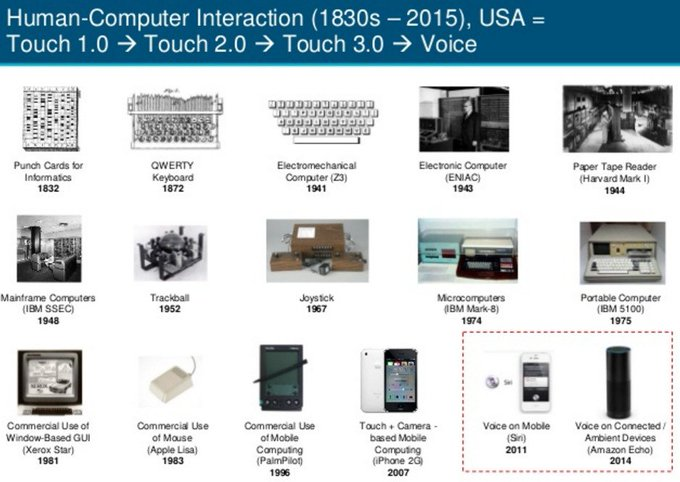 Human-Computer Interaction (1830s – 2015), USA =
Touch 1.0 → Touch 2.0 → Touch 3.0 → Voice
Punch Cards for
Informatics
1832
QWERTY
Keyboard
1872
Electromechanical
Computer (Z3)
1941
Electronic Computer
(ENIAC)
1943
Paper Tape Reader
(Harvard Mark I)
1944
Mainframe Computers
(IBM SSEC)
1948
Trackball
1952
Joystick
1967
Microcomputers
(IBM Mark-8)
1974
Portable Computer
(IBM 5100)
1975
Commercial Use of
Window-Based GUI
(Xerox Star)
1981
Commercial Use
of Mouse
(Apple Lisa)
1983
Commercial Use
of Mobile
Computing
(PalmPilot)
1996
Touch + Camera -
based Mobile
Computing
(iPhone 2G)
2007
Siri
Voice on Mobile
(Siri)
2011
Voice on Connected /
Ambient Devices
(Amazon Echo)
2014